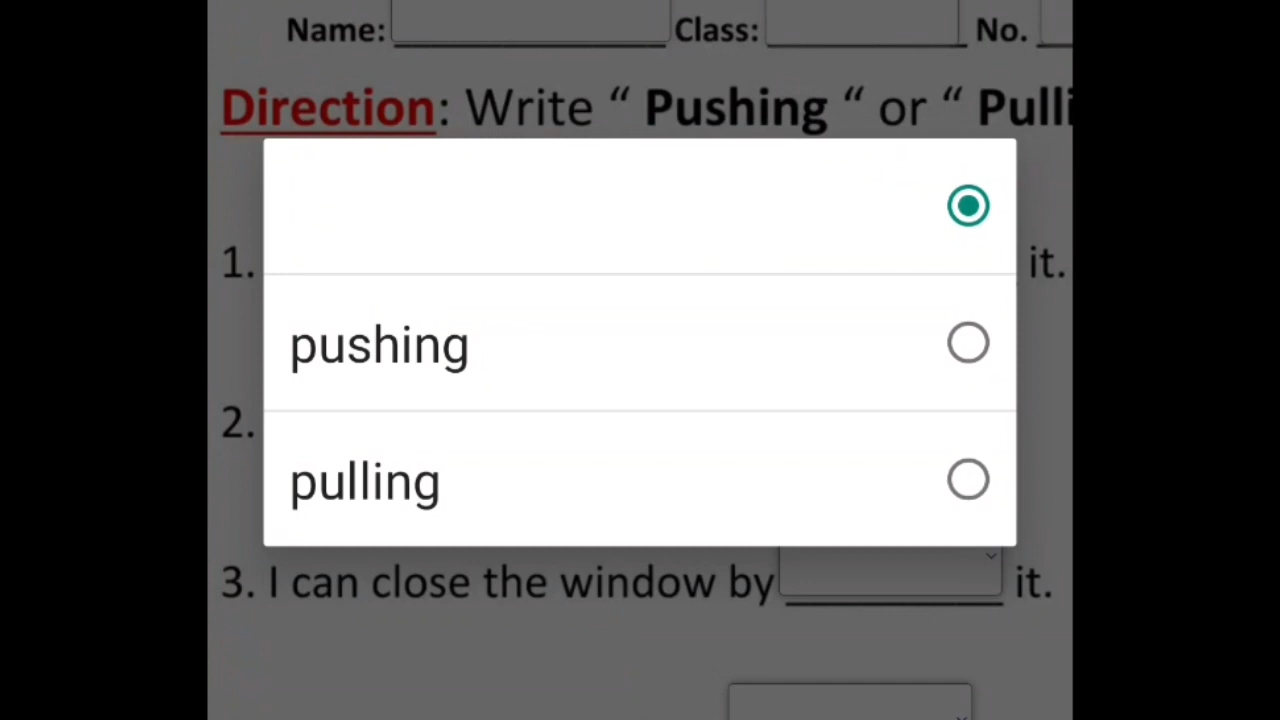 Name: Class: No.
Direction: Write “ Pushing “ or “ Pulli
1. it.
pushing
2.
pulling
3. I can close the window by it.